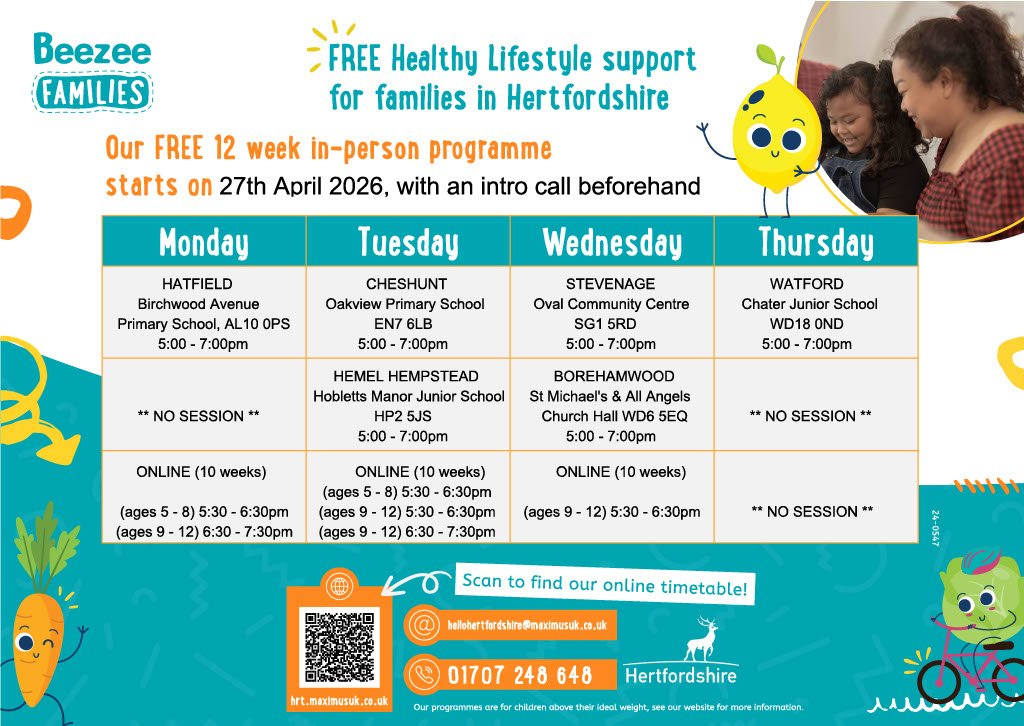 Beezee
FAMILIES
FREE Healthy Lifestyle support
for families in Hertfordshire
Our FREE 12 week in-person programme
starts on 27th April 2026, with an intro call beforehand
Monday
Tuesday
Wednesday
Thursday
HATFIELD
Birchwood Avenue
Primary School, AL10 0PS
5:00 - 7:00pm
CHESHUNT
Oakview Primary School
EN7 6LB
5:00 - 7:00pm
STEVENAGE
Oval Community Centre
SG1 5RD
5:00 - 7:00pm
WATFORD
Chater Junior School
WD18 0ND
5:00 - 7:00pm
** NO SESSION **
HEMEL HEMPSTEAD
Hobletts Manor Junior School
HP2 5JS
5:00 - 7:00pm
BOREHAMWOOD
St Michael's & All Angels
Church Hall WD6 5EQ
5:00 - 7:00pm
** NO SESSION **
ONLINE (10 weeks)
(ages 5 - 8) 5:30 - 6:30pm
(ages 9 - 12) 6:30 - 7:30pm
ONLINE (10 weeks)
(ages 5 - 8) 5:30 - 6:30pm
(ages 9 - 12) 5:30 - 6:30pm
(ages 9 - 12) 6:30 - 7:30pm
ONLINE (10 weeks)
(ages 9 - 12) 5:30 - 6:30pm
** NO SESSION **
24-0547
Scan to find our online timetable!
hrt.maximusuk.co.uk
@ hellohertfordshire@maximusuk.co.uk
01707 248 648
Hertfordshire
Our programmes are for children above their ideal weight, see our website for more information.